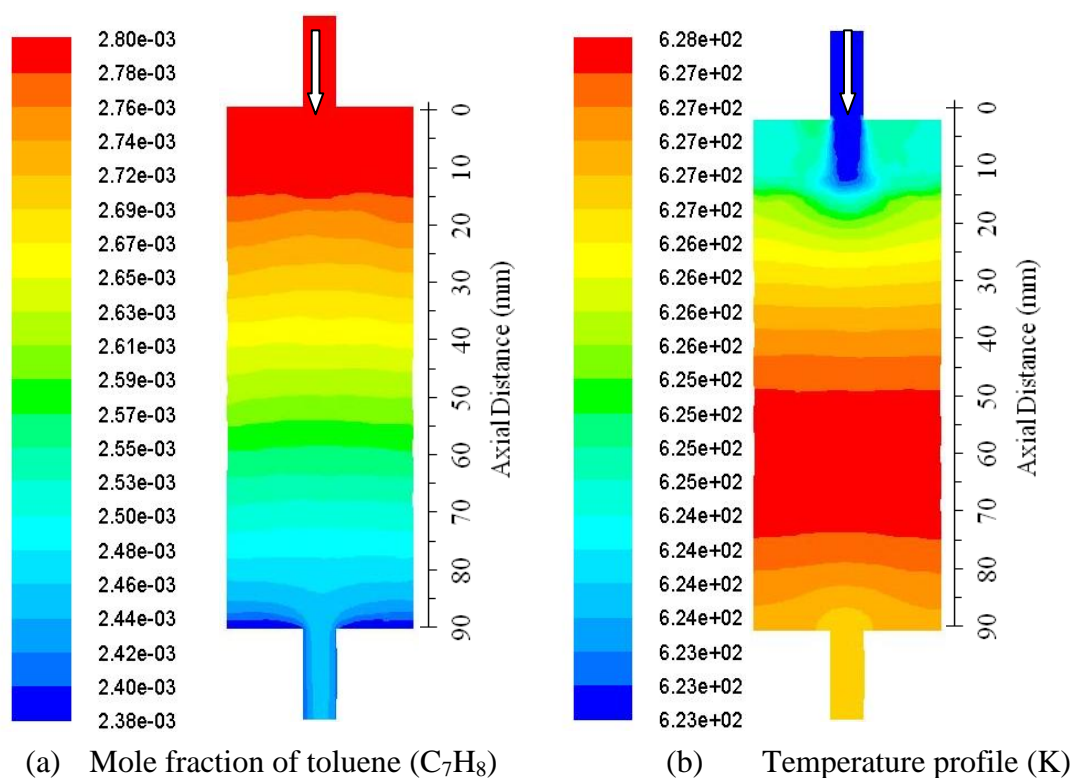 2.80e-03
2.78e-03
2.76e-03
2.74e-03
2.72e-03
2.69e-03
2.67e-03
2.65e-03
2.63e-03
2.61e-03
2.59e-03
2.57e-03
2.55e-03
2.53e-03
2.50e-03
2.48e-03
2.46e-03
2.44e-03
2.42e-03
2.40e-03
2.38e-03
0
10
20
30
40
50
60
70
80
90
Axial Distance (mm)
6.28e+02
6.27e+02
6.27e+02
6.27e+02
6.27e+02
6.27e+02
6.26e+02
6.26e+02
6.26e+02
6.26e+02
6.25e+02
6.25e+02
6.25e+02
6.25e+02
6.24e+02
6.24e+02
6.24e+02
6.24e+02
6.23e+02
6.23e+02
6.23e+02
0
10
20
30
40
50
60
70
80
90
Axial Distance (mm)
(a) Mole fraction of toluene (C₇H₈)
(b) Temperature profile (K)